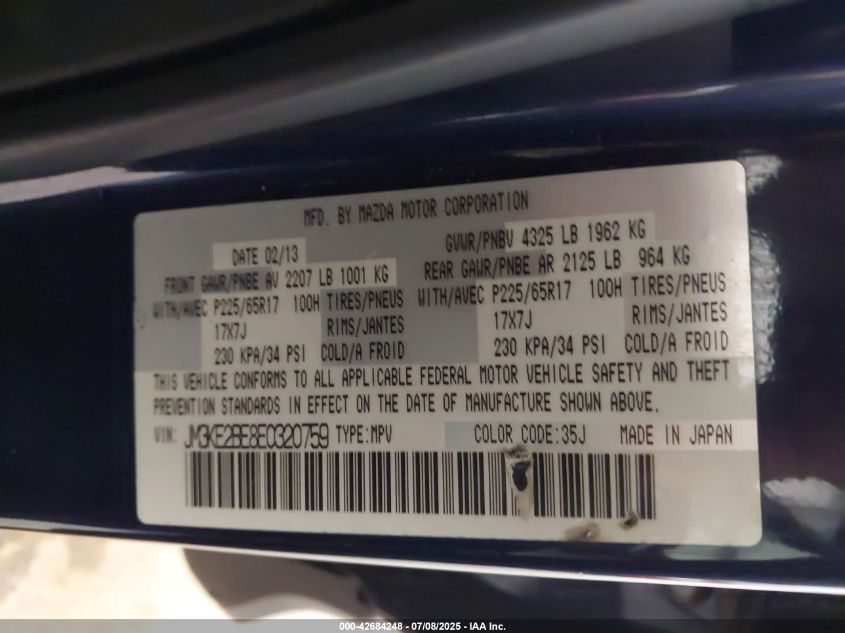 MFD. BY MAZDA MOTOR CORPORATION
DATE 02/13 GVWR/PNBV 4325 LB 1962 KG
FRONT GAWR/PNBE AV 2207 LB 1001 KG REAR GAWR/PNBE AR 2125 LB 964 KG
WITH/AVEC P225/65R17 100H TIRES/PNEUS WITH/AVEC P225/65R17 100H TIRES/PNEUS
17X7J RIMS/JANTES 17X7J RIMS/JANTES
230 KPA/34 PSI COLD/A FROID 230 KPA/34 PSI COLD/A FROID
THIS VEHICLE CONFORMS TO ALL APPLICABLE FEDERAL MOTOR VEHICLE SAFETY AND THEFT
PREVENTION STANDARDS IN EFFECT ON THE DATE OF MANUFACTURE SHOWN ABOVE.
VIN: JM3KE2BE8E0320759 TYPE:MPV COLOR CODE:35J MADE IN JAPAN
000-42684248 - 07/08/2025 - IAA Inc.